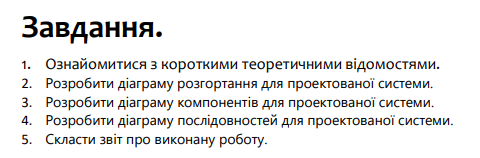 Завдання.
1. Ознайомитися з короткими теоретичними відомостями.
2. Розробити діаграму розгортання для проектованої системи.
3. Розробити діаграму компонентів для проектованої системи.
4. Розробити діаграму послідовностей для проектованої системи.
5. Скласти звіт про виконану роботу.